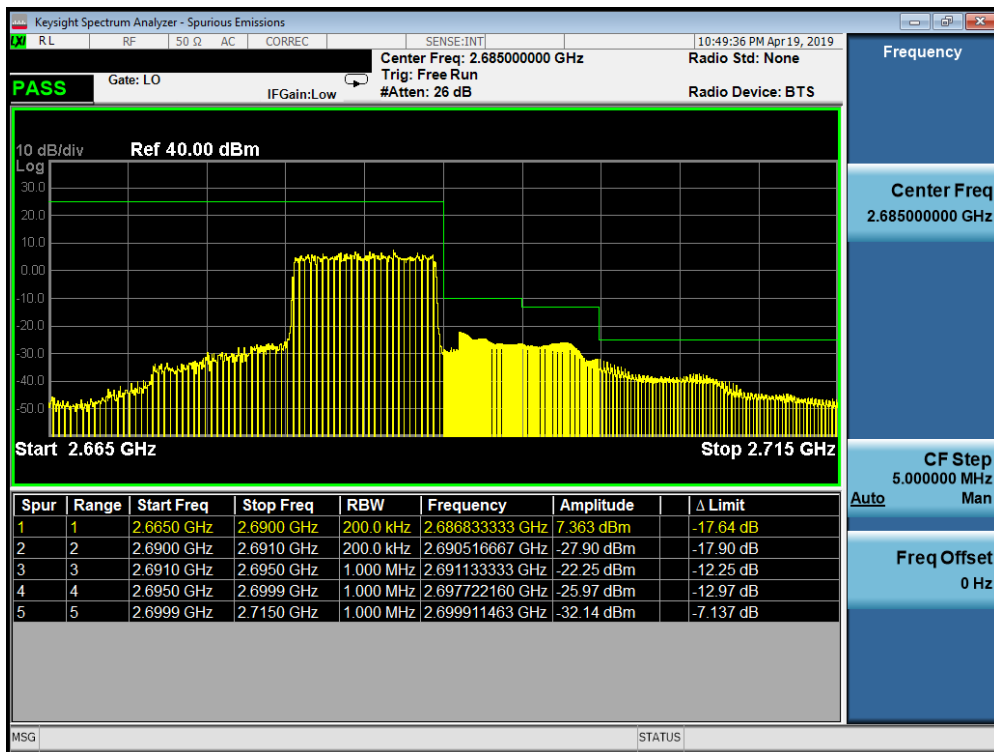 Keysight Spectrum Analyzer - Spurious Emissions
LXI RL RF 50 Ω AC CORREC SENSE:INT 10:49:36 PM Apr 19, 2019
Center Freq: 2.685000000 GHz Radio Std: None
Gate: LO Trig: Free Run
PASS IFGain:Low #Atten: 26 dB Radio Device: BTS
Frequency
10 dB/div Ref 40.00 dBm
Log
30.0
20.0
10.0
0.00
-10.0
-20.0
-30.0
-40.0
-50.0
Start 2.665 GHz Stop 2.715 GHz
Center Freq
2.685000000 GHz
CF Step
5.000000 MHz
Auto Man
Freq Offset
0 Hz
Spur Range Start Freq Stop Freq RBW Frequency Amplitude Δ Limit
1 1 2.6650 GHz 2.6900 GHz 200.0 kHz 2.686833333 GHz 7.363 dBm -17.64 dB
2 2 2.6900 GHz 2.6910 GHz 200.0 kHz 2.690516667 GHz -27.90 dBm -17.90 dB
3 3 2.6910 GHz 2.6950 GHz 1.000 MHz 2.691133333 GHz -22.25 dBm -12.25 dB
4 4 2.6950 GHz 2.6999 GHz 1.000 MHz 2.697722160 GHz -25.97 dBm -12.97 dB
5 5 2.6999 GHz 2.7150 GHz 1.000 MHz 2.699911463 GHz -32.14 dBm -7.137 dB
MSG STATUS